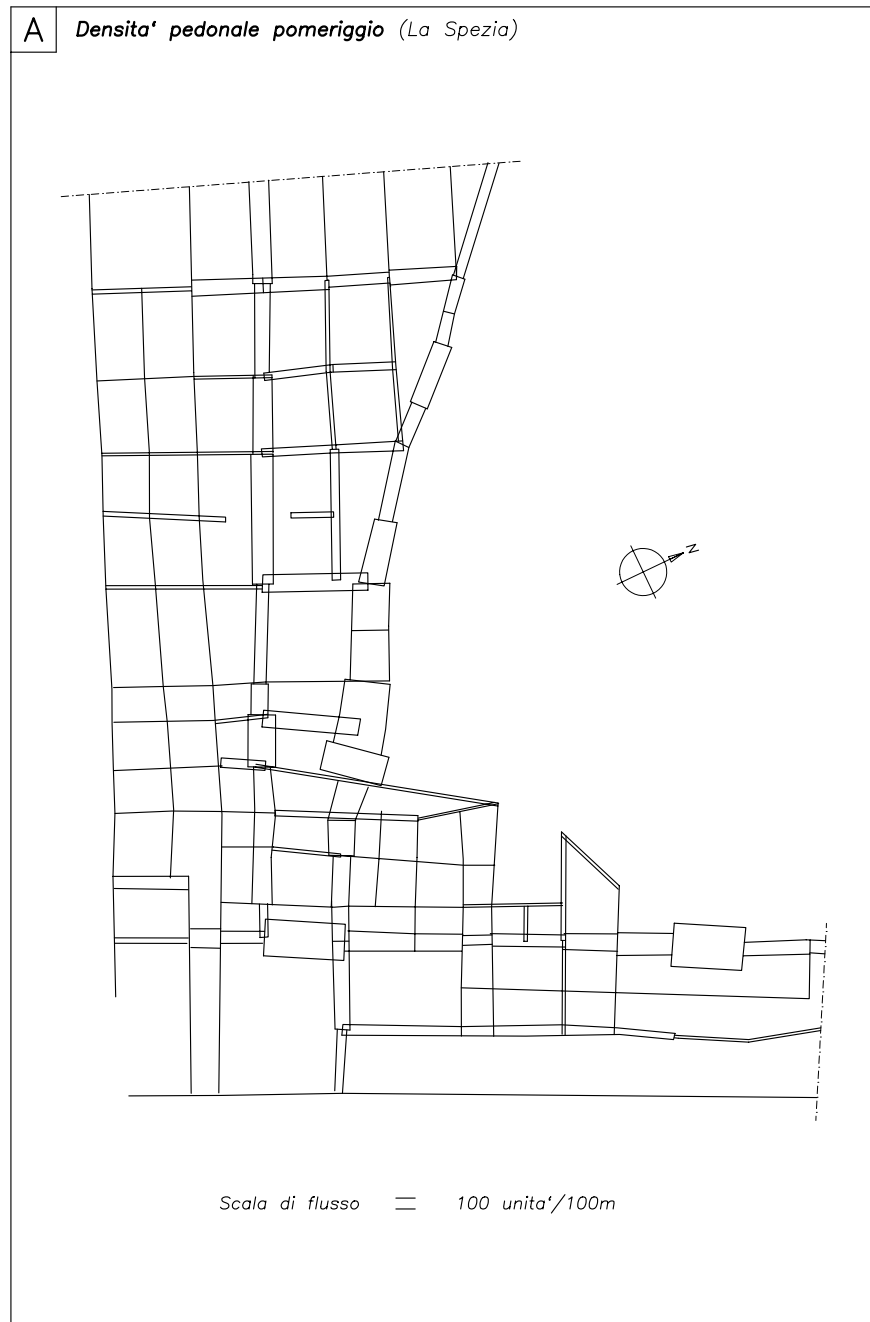 A Densita' pedonale pomeriggio (La Spezia)
N
Scala di flusso 100 unita'/100m